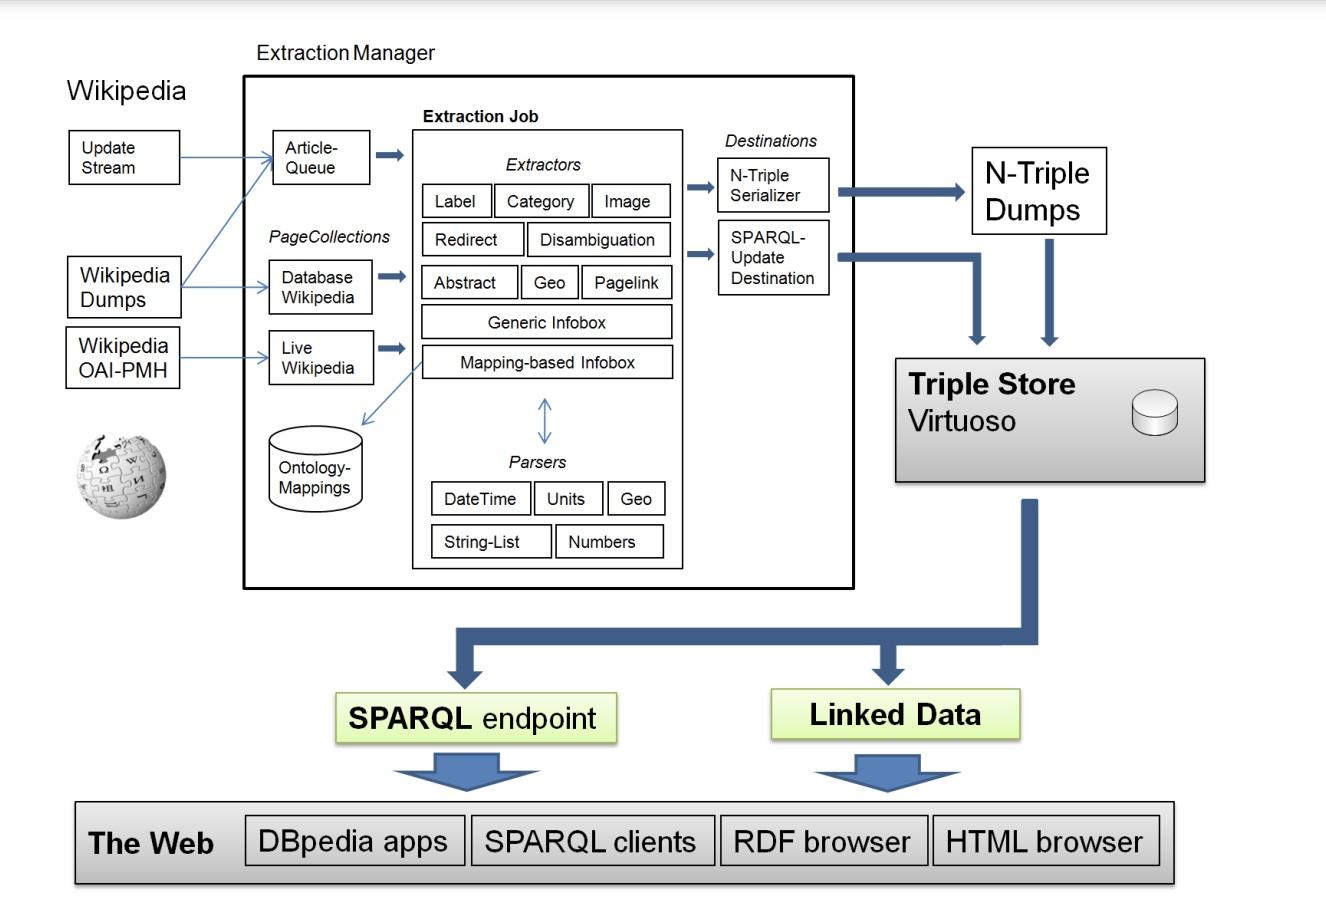 Extraction Manager
Wikipedia
Update
Stream
Wikipedia
Dumps
Wikipedia
OAI-PMH
Article-
Queue
PageCollections
Database
Wikipedia
Live
Wikipedia
Ontology-
Mappings
Extraction Job
Extractors
Label Category Image
Redirect Disambiguation
Abstract Geo Pagelink
Generic Infobox
Mapping-based Infobox
Parsers
DateTime Units Geo
String-List Numbers
Destinations
N-Triple
Serializer
SPARQL-
Update
Destination
N-Triple
Dumps
Triple Store
Virtuoso
SPARQL endpoint
Linked Data
The Web DBpedia apps SPARQL clients RDF browser HTML browser